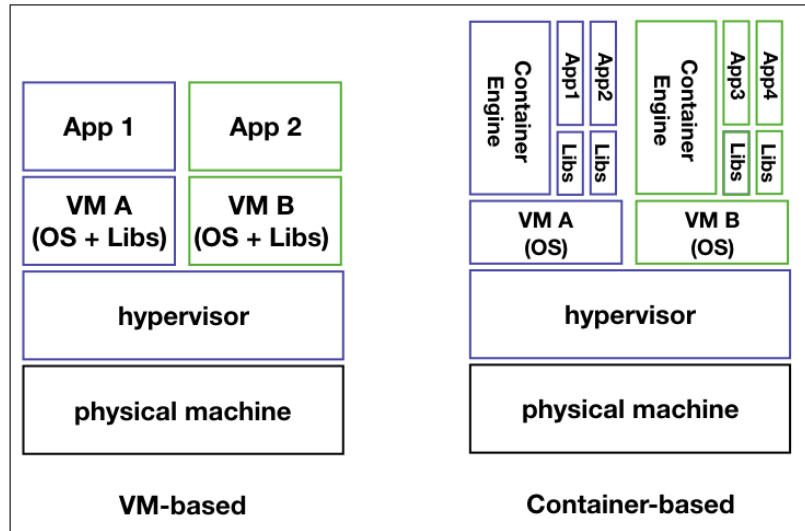 App 1
App 2
VM A
(OS + Libs)
VM B
(OS + Libs)
hypervisor
physical machine
VM-based
Container
Engine
App1
App2
Libs
Libs
Container
Engine
App3
App4
Libs
Libs
VM A
(OS)
VM B
(OS)
hypervisor
physical machine
Container-based